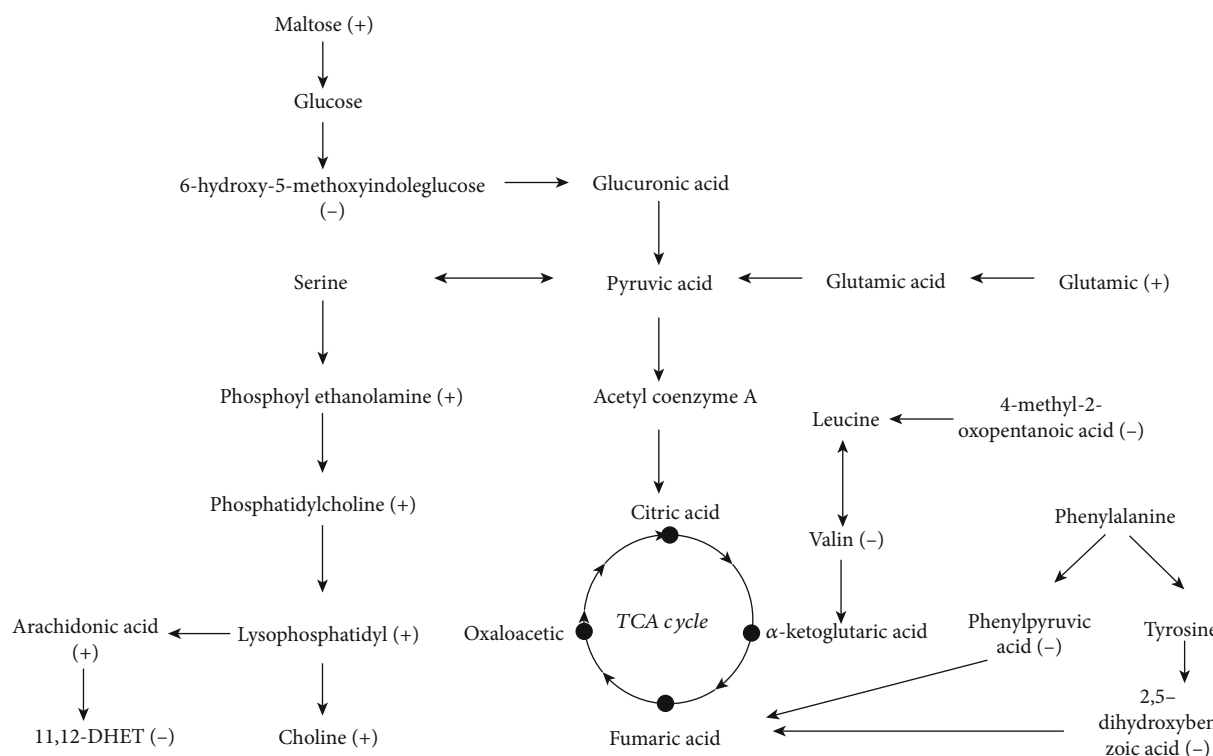 Maltose (+)
Glucose
6-hydroxy-5-methoxyindoleglucose
(–)
Glucuronic acid
Serine
Pyruvic acid
Glutamic acid
Glutamic (+)
Phosphoyl ethanolamine (+)
Acetyl coenzyme A
Leucine
4-methyl-2-
oxopentanoic acid (–)
Phosphatidylcholine (+)
Citric acid
Valin (–)
Phenylalanine
Arachidonic acid
(+)
Lysophosphatidyl (+)
Oxaloacetic
TCA cycle
α-ketoglutaric acid
Phenylpyruvic
acid (–)
Tyrosine
11,12-DHET (–)
Choline (+)
Fumaric acid
2,5–
dihydroxyben
zoic acid (–)